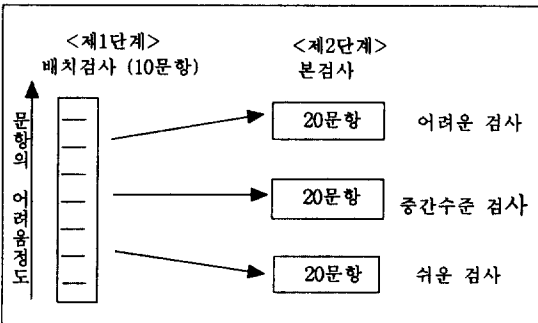 <제1단계> <제2단계>
배치검사 (10문항) 본검사
문항의 어려움정도
20문항 어려운 검사
20문항 중간수준 검사
20문항 쉬운 검사